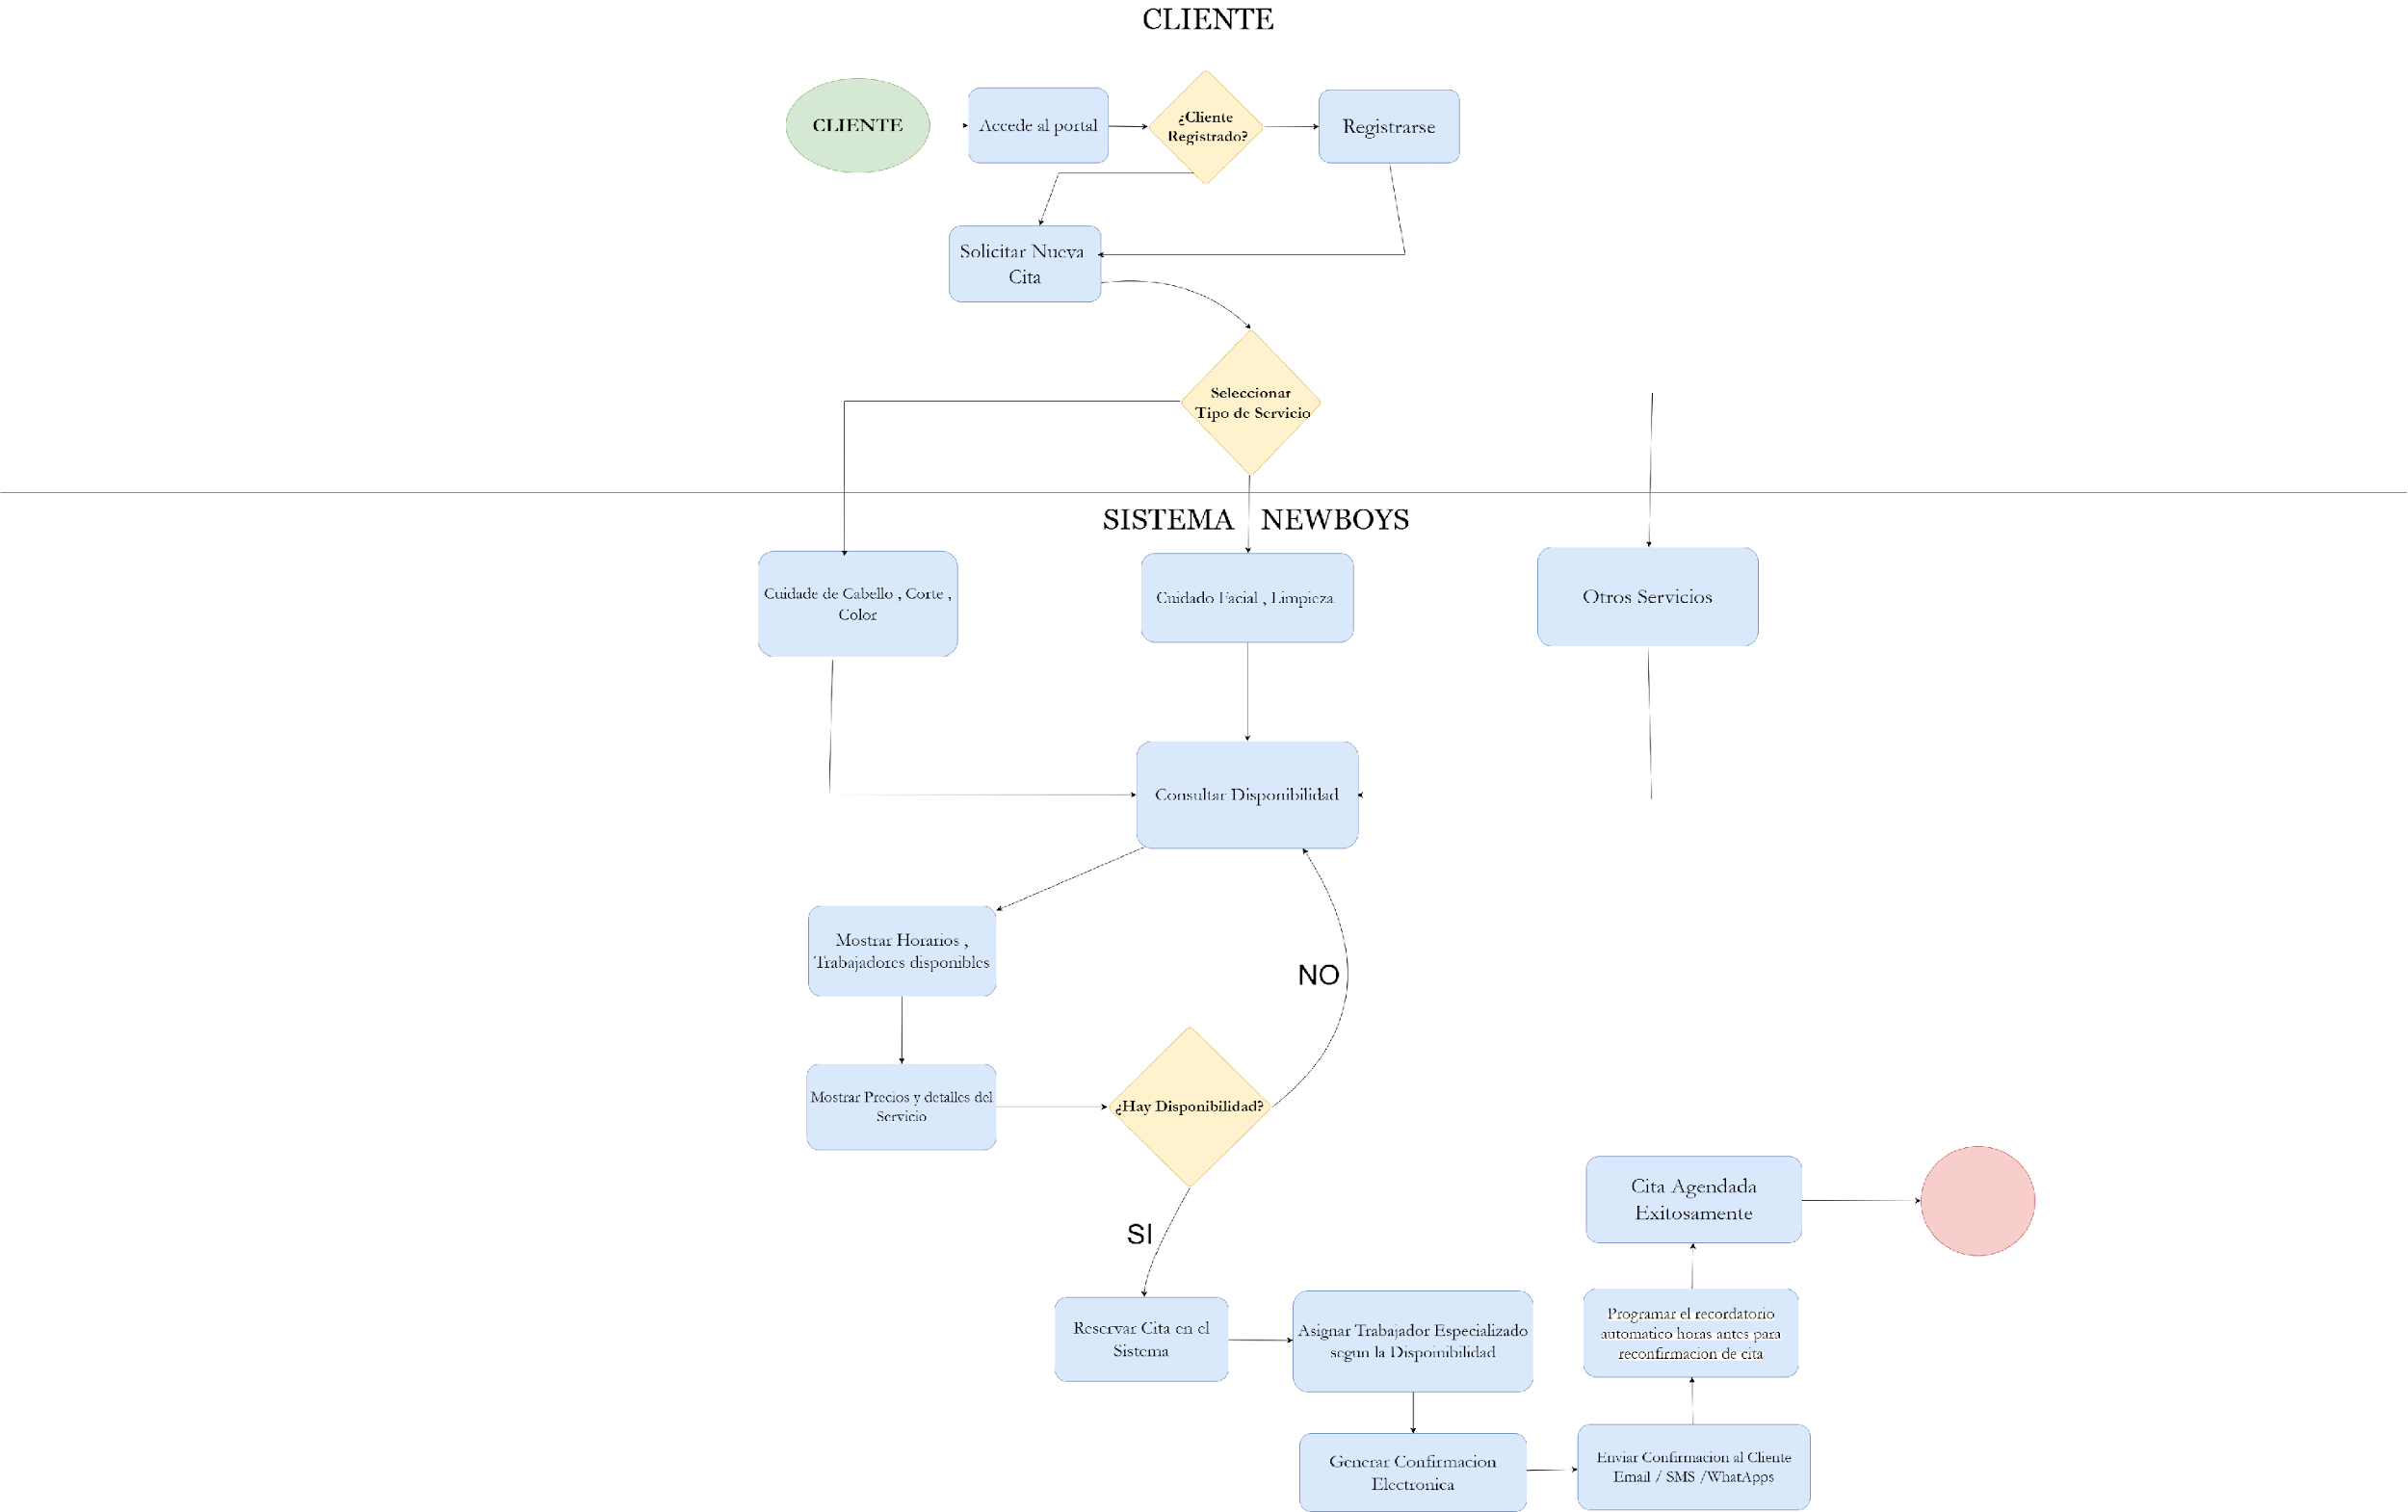 CLIENTE
CLIENTE
Accede al portal
¿Cliente
Registrado?
Registrarse
Solicitar Nueva
Cita
Seleccionar
Tipo de Servicio
SISTEMA NEWBOYS
Cuidade de Cabello , Corte ,
Color
Cuidado Facial , Limpieza
Otros Servicios
Consultar Disponibilidad
Mostrar Horarios ,
Trabajadores disponibles
NO
Mostrar Precios y detalles del
Servicio
¿Hay Disponibilidad?
SI
Cita Agendada
Exitosamente
Reservar Cita en el
Sistema
Asignar Trabajador Especializado
segun la Dispoinibilidad
Programar el recordatorio
automatico horas antes para
reconfirmacion de cita
Generar Confirmacion
Electronica
Enviar Confirmacion al Cliente
Email / SMS /WhatApps